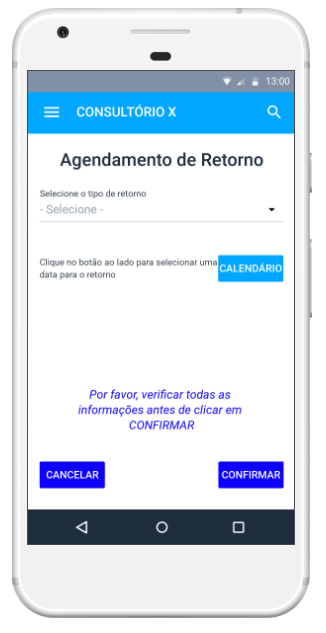 13:00
CONSULTÓRIO X
Agendamento de Retorno
Selecione o tipo de retorno
- Selecione -
Clique no botão ao lado para selecionar uma
data para o retorno
CALENDÁRIO
Por favor, verificar todas as
informações antes de clicar em
CONFIRMAR
CANCELAR
CONFIRMAR